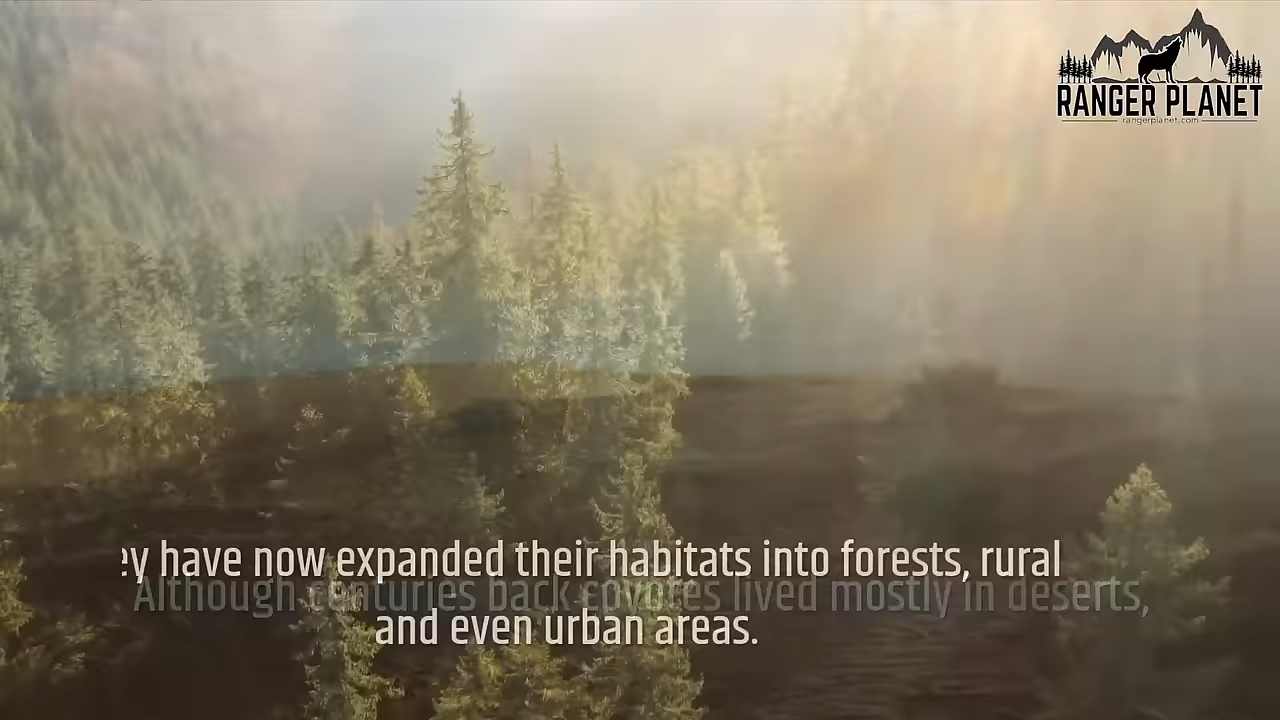 RANGER PLANET
rangerplanet.com
have now expanded their habitats into forests, rural
Although centuries back coyotes lived mostly in deserts,
and even urban areas.